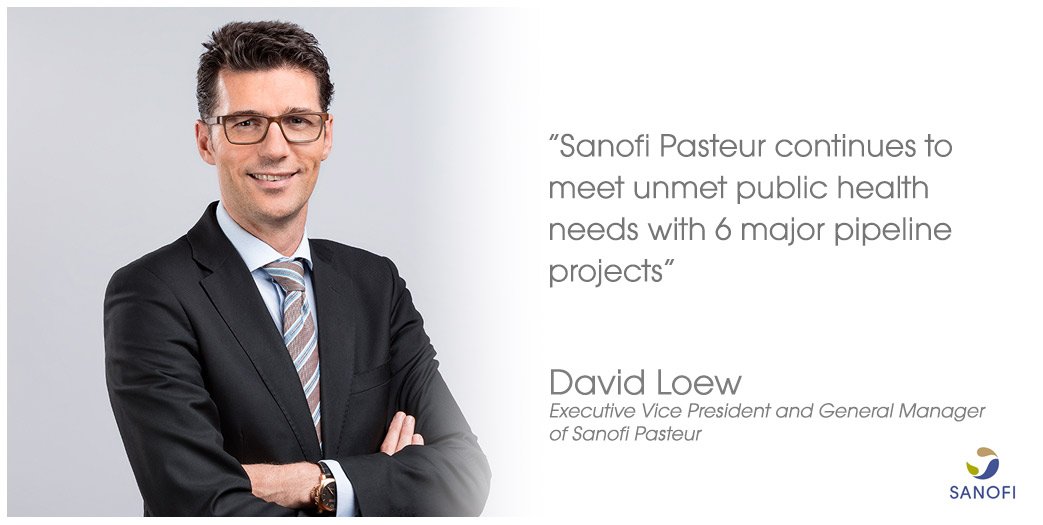 “Sanofi Pasteur continues to
meet unmet public health
needs with 6 major pipeline
projects”
David Loew
Executive Vice President and General Manager
of Sanofi Pasteur
SANOFI